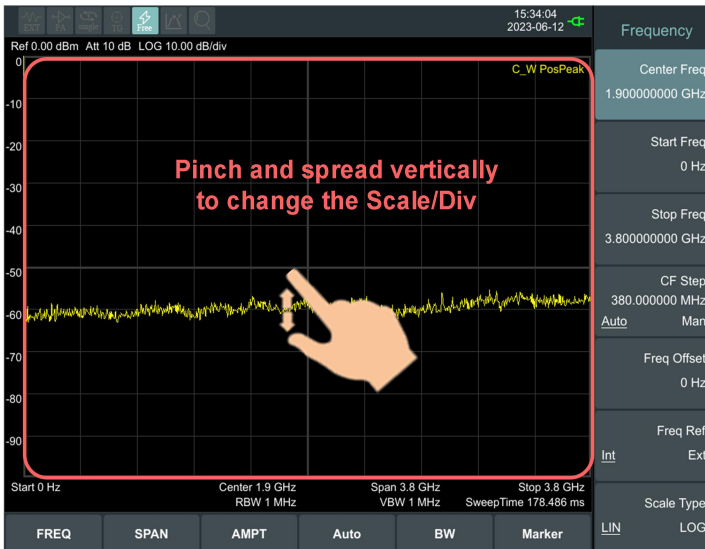 EXT PA single TG Free
15:34:04
2023-06-12
Ref 0.00 dBm Att 10 dB LOG 10.00 dB/div
C_W PosPeak
0
-10
-20
-30
-40
-50
-60
-70
-80
-90
Pinch and spread vertically
to change the Scale/Div
Start 0 Hz Center 1.9 GHz Span 3.8 GHz Stop 3.8 GHz
RBW 1 MHz VBW 1 MHz SweepTime 178.486 ms
FREQ SPAN AMPT Auto BW Marker
Frequency
Center Freq
1.900000000 GHz
Start Freq
0 Hz
Stop Freq
3.800000000 GHz
CF Step
380.000000 MHz
Auto Man
Freq Offset
0 Hz
Freq Ref
Int Ext
Scale Type
LIN LOG